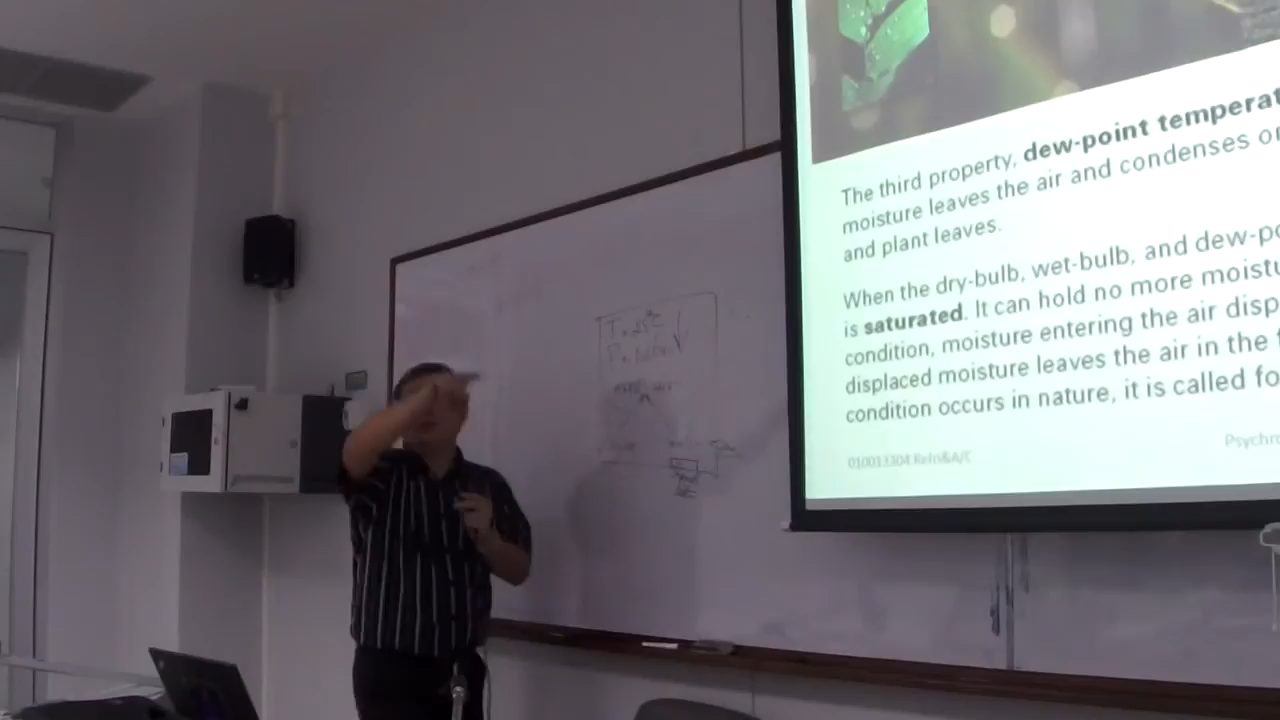 The third property, dew-point temperat
moisture leaves the air and condenses or
and plant leaves.
When the dry-bulb, wet-bulb, and dew-po
is saturated. It can hold no more moistu
condition, moisture entering the air disp
displaced moisture leaves the air in the f
condition occurs in nature, it is called fo
010013304 ReIn&A/C
Psychro